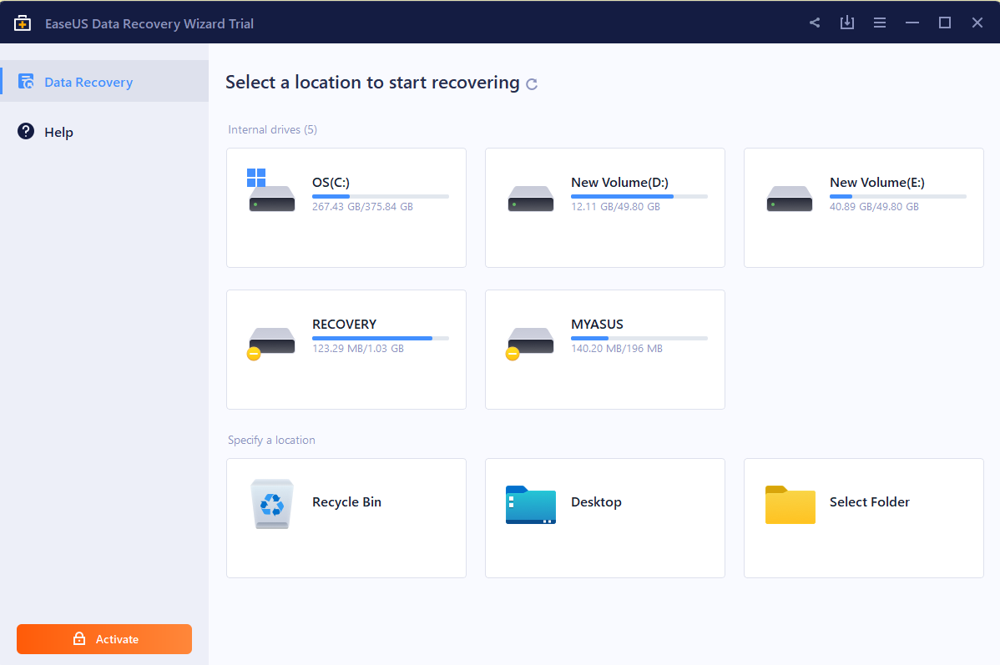 EaseUS Data Recovery Wizard Trial
Data Recovery
Help
Select a location to start recovering
Internal drives (5)
OS(C:)
267.43 GB/375.84 GB
New Volume(D:)
12.11 GB/49.80 GB
New Volume(E:)
40.89 GB/49.80 GB
RECOVERY
123.29 MB/1.03 GB
MYASUS
140.20 MB/196 MB
Specify a location
Recycle Bin
Desktop
Select Folder
Activate